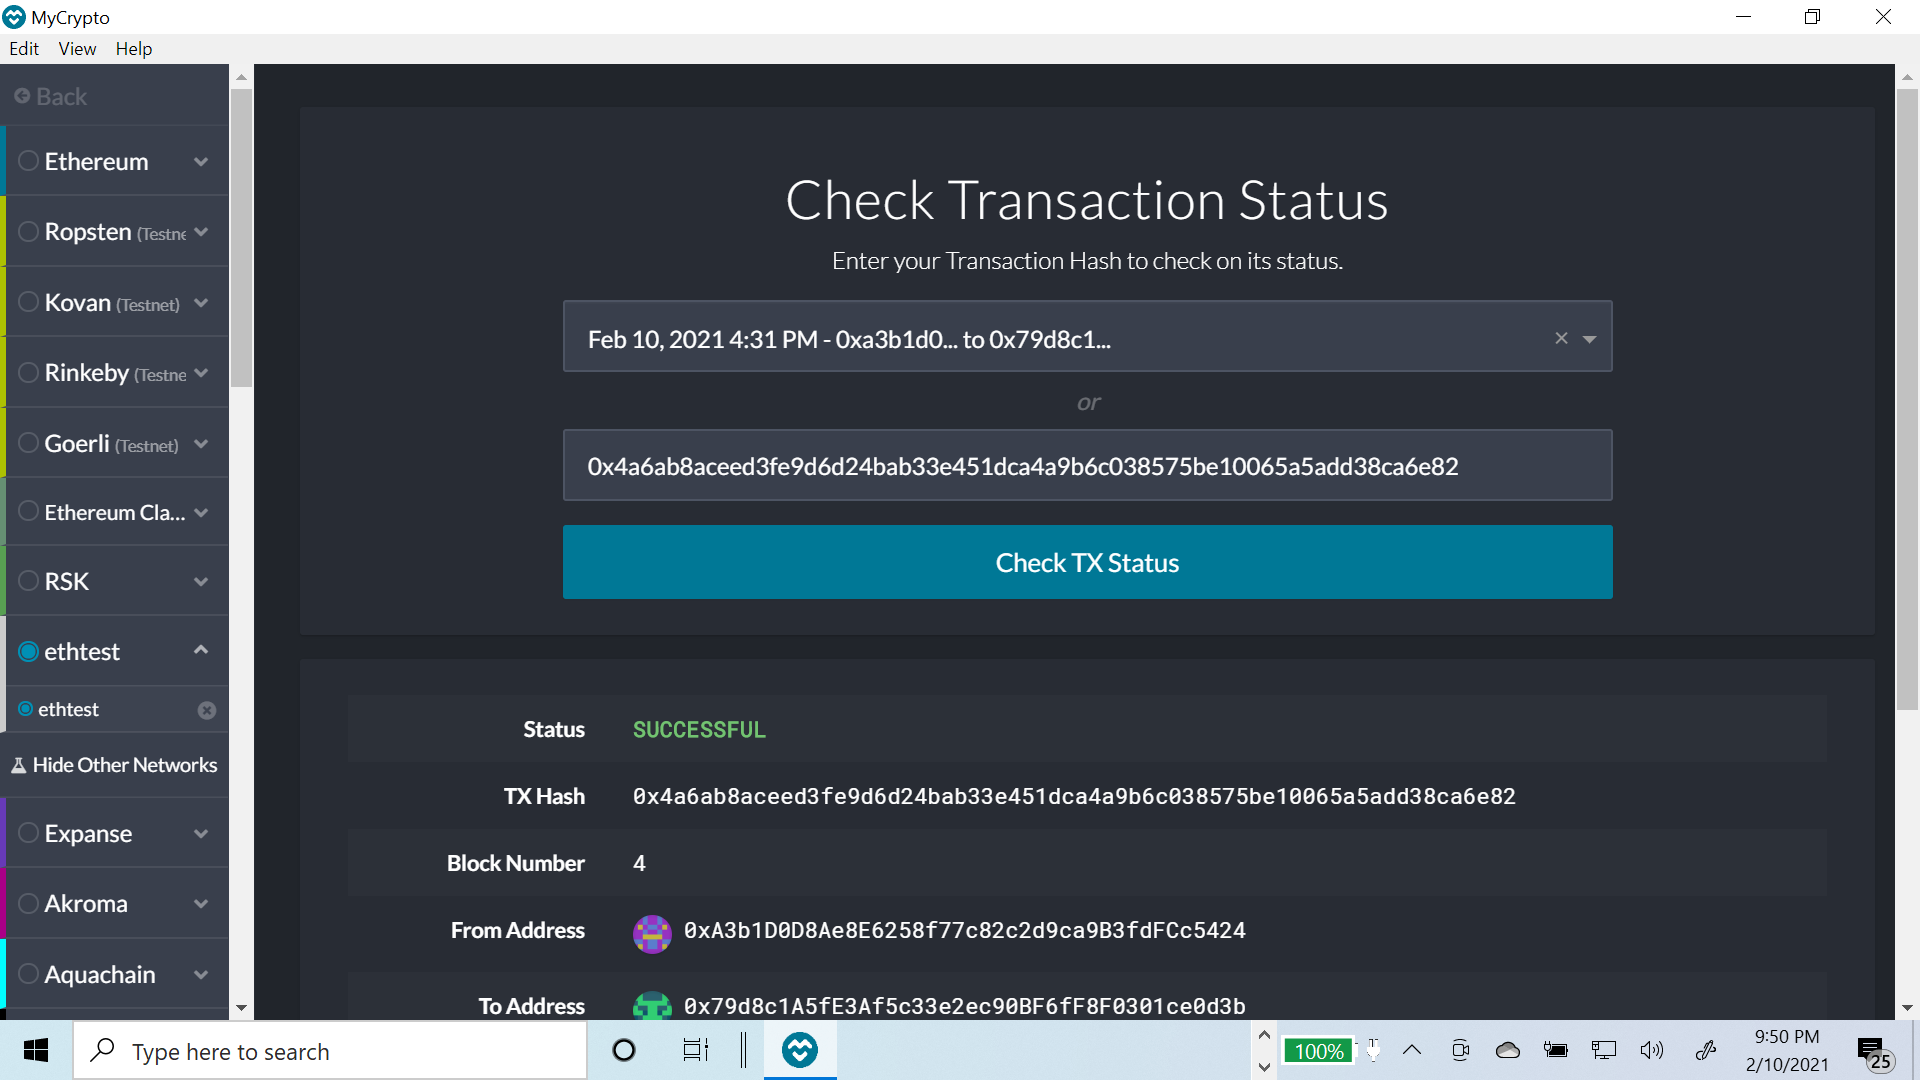 MyCrypto
Edit View Help
Back
Ethereum
Ropsten (Testne
Kovan (Testnet)
Rinkeby (Testne
Goerli (Testnet)
Ethereum Cla...
RSK
ethtest
ethtest
Hide Other Networks
Expanse
Akroma
Aquachain
Check Transaction Status
Enter your Transaction Hash to check on its status.
Feb 10, 2021 4:31 PM - 0xa3b1d0... to 0x79d8c1...
or
0x4a6ab8aceed3fe9d6d24bab33e451dca4a9b6c038575be10065a5add38ca6e82
Check TX Status
Status SUCCESSFUL
TX Hash 0x4a6ab8aceed3fe9d6d24bab33e451dca4a9b6c038575be10065a5add38ca6e82
Block Number 4
From Address 0xA3b1D0D8Ae8E6258f77c82c2d9ca9B3fdFCc5424
To Address 0x79d8c1A5fE3Af5c33e2ec90BF6fF8F0301ce0d3b
Type here to search
100%
9:50 PM
2/10/2021
25